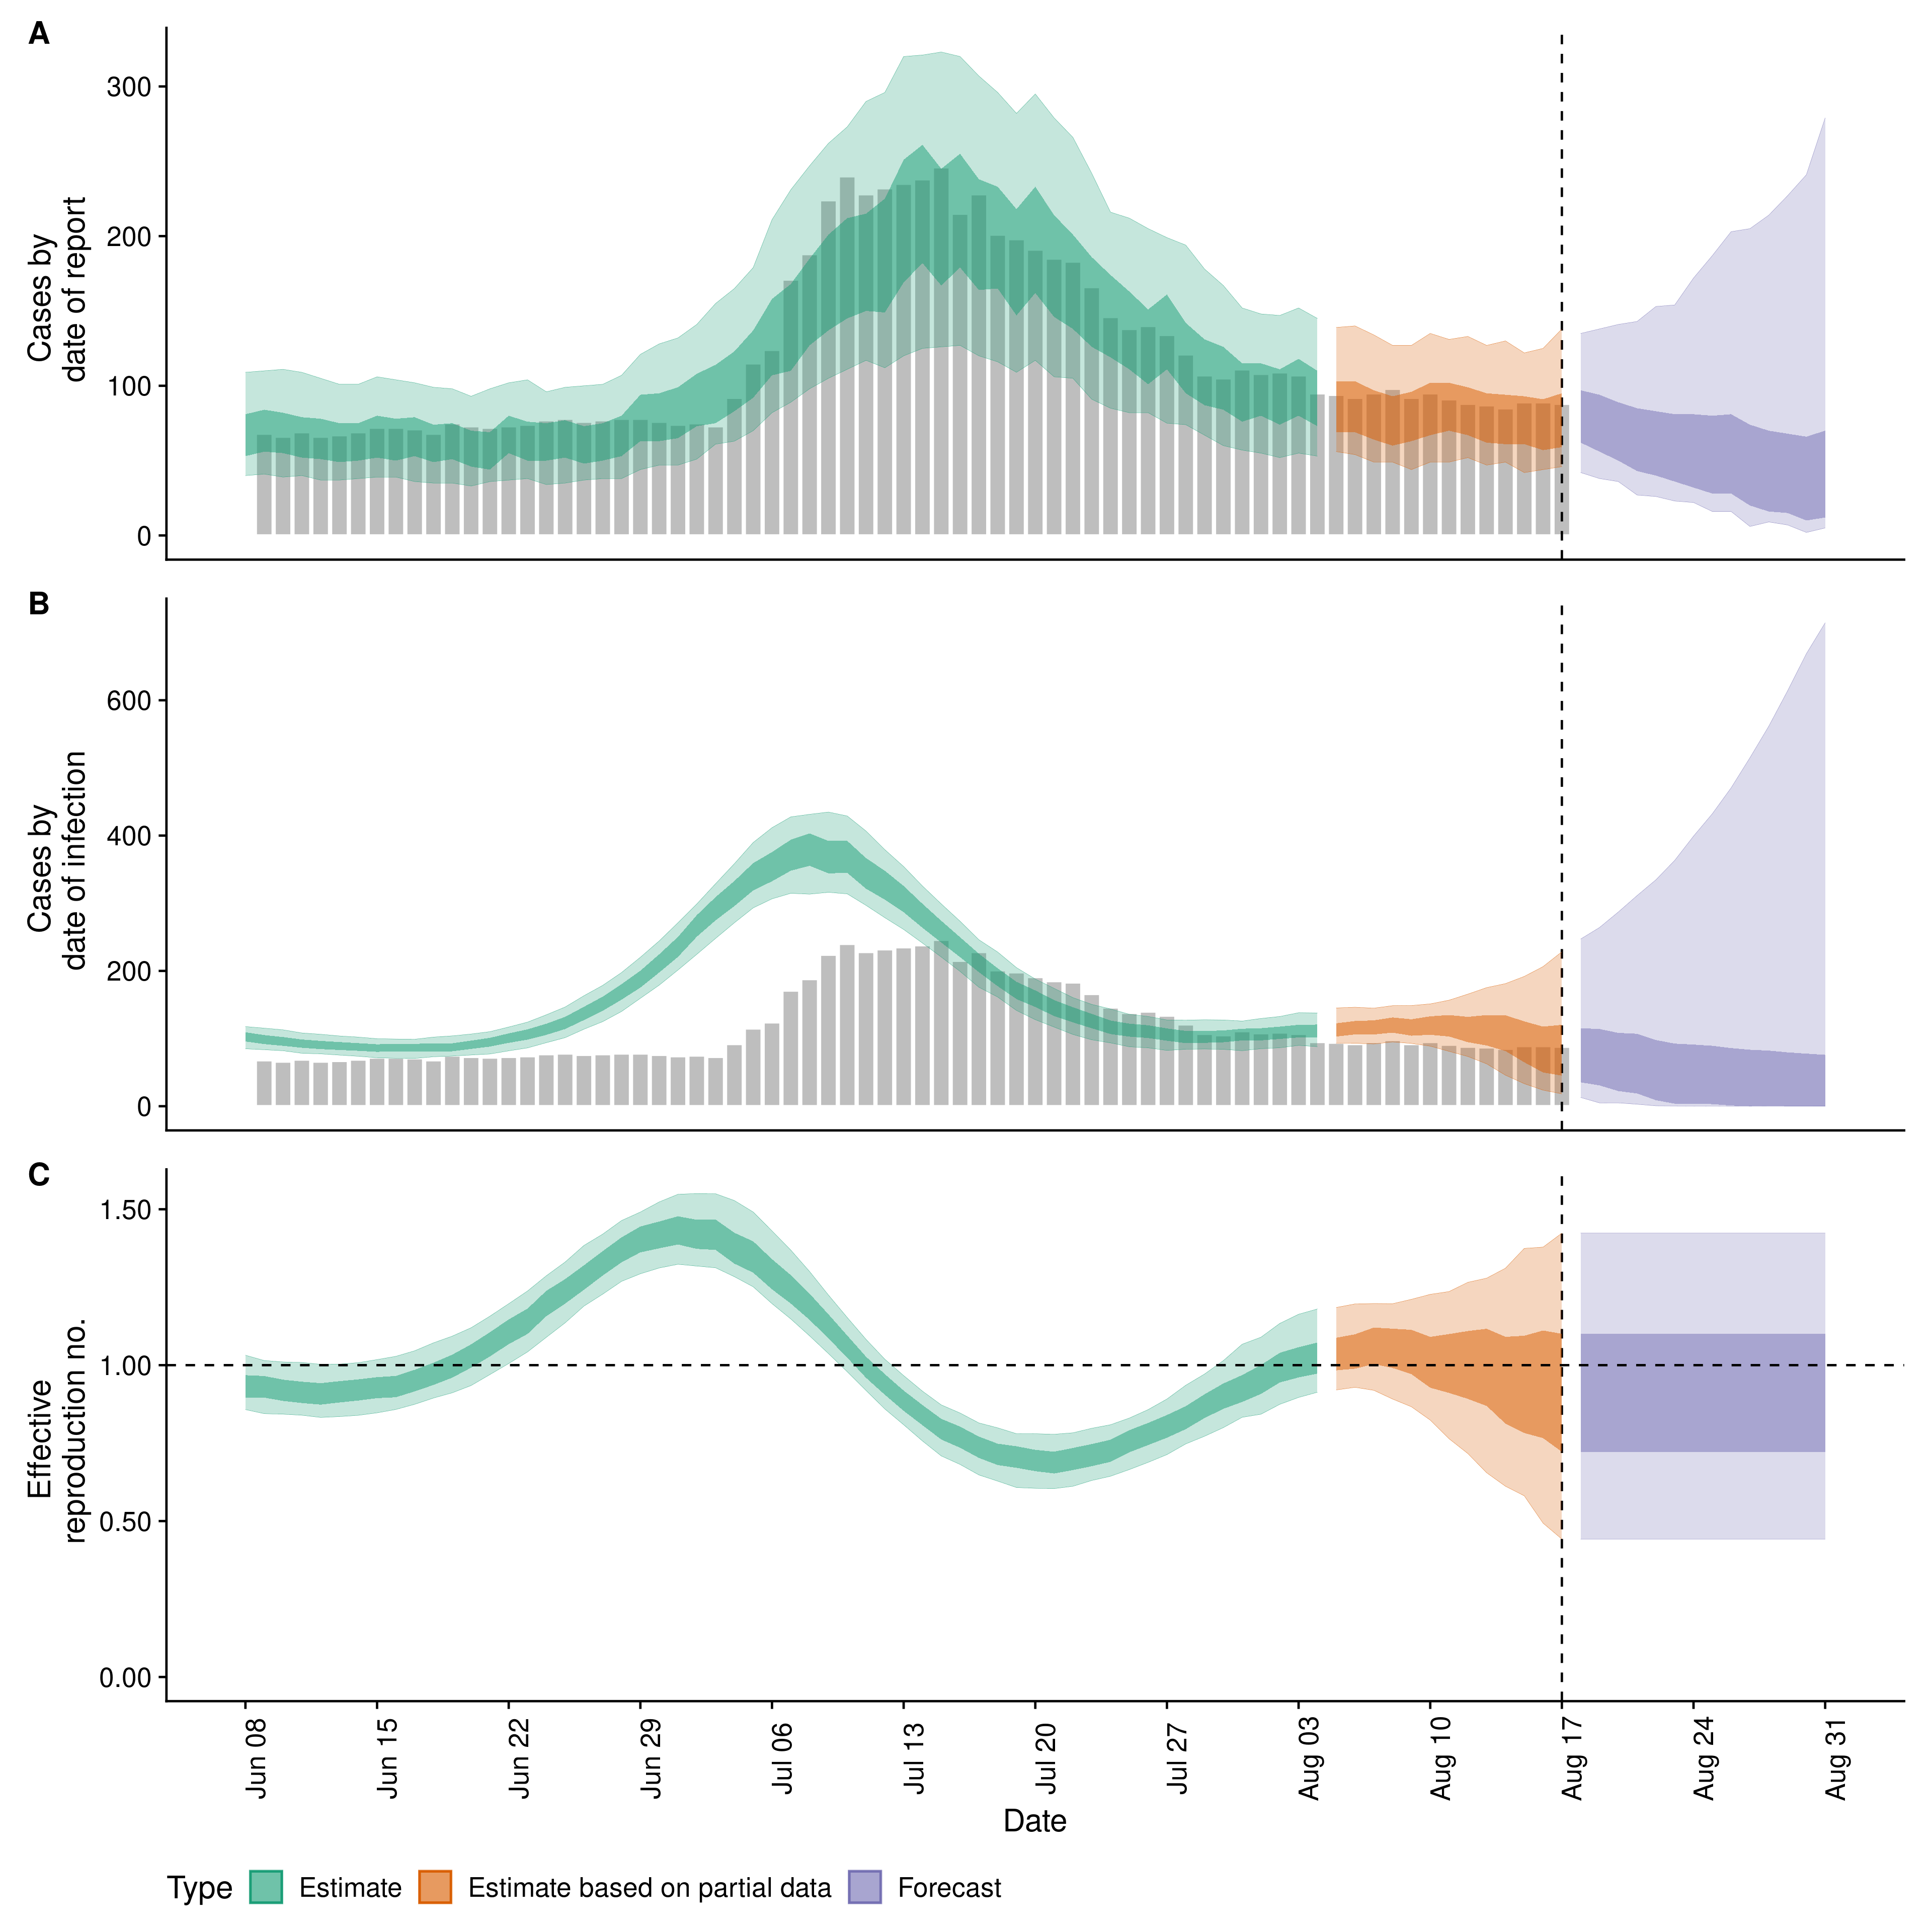 A
300
200
100
0
Cases by
date of report
B
600
400
200
0
Cases by
date of infection
C
1.50
1.00
0.50
0.00
Effective
reproduction no.
Jun 08
Jun 15
Jun 22
Jun 29
Jul 06
Jul 13
Jul 20
Jul 27
Aug 03
Aug 10
Aug 17
Aug 24
Aug 31
Date
Type Estimate Estimate based on partial data Forecast